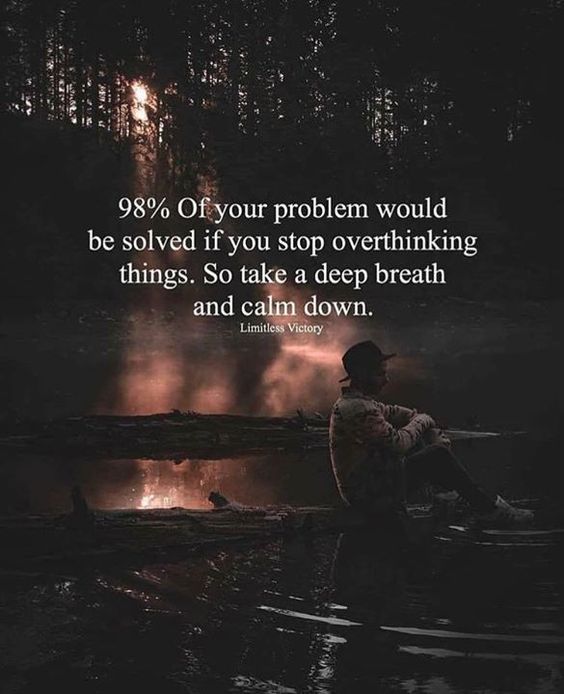 98% Of your problem would
be solved if you stop overthinking
things. So take a deep breath
and calm down.
Limitless Victory